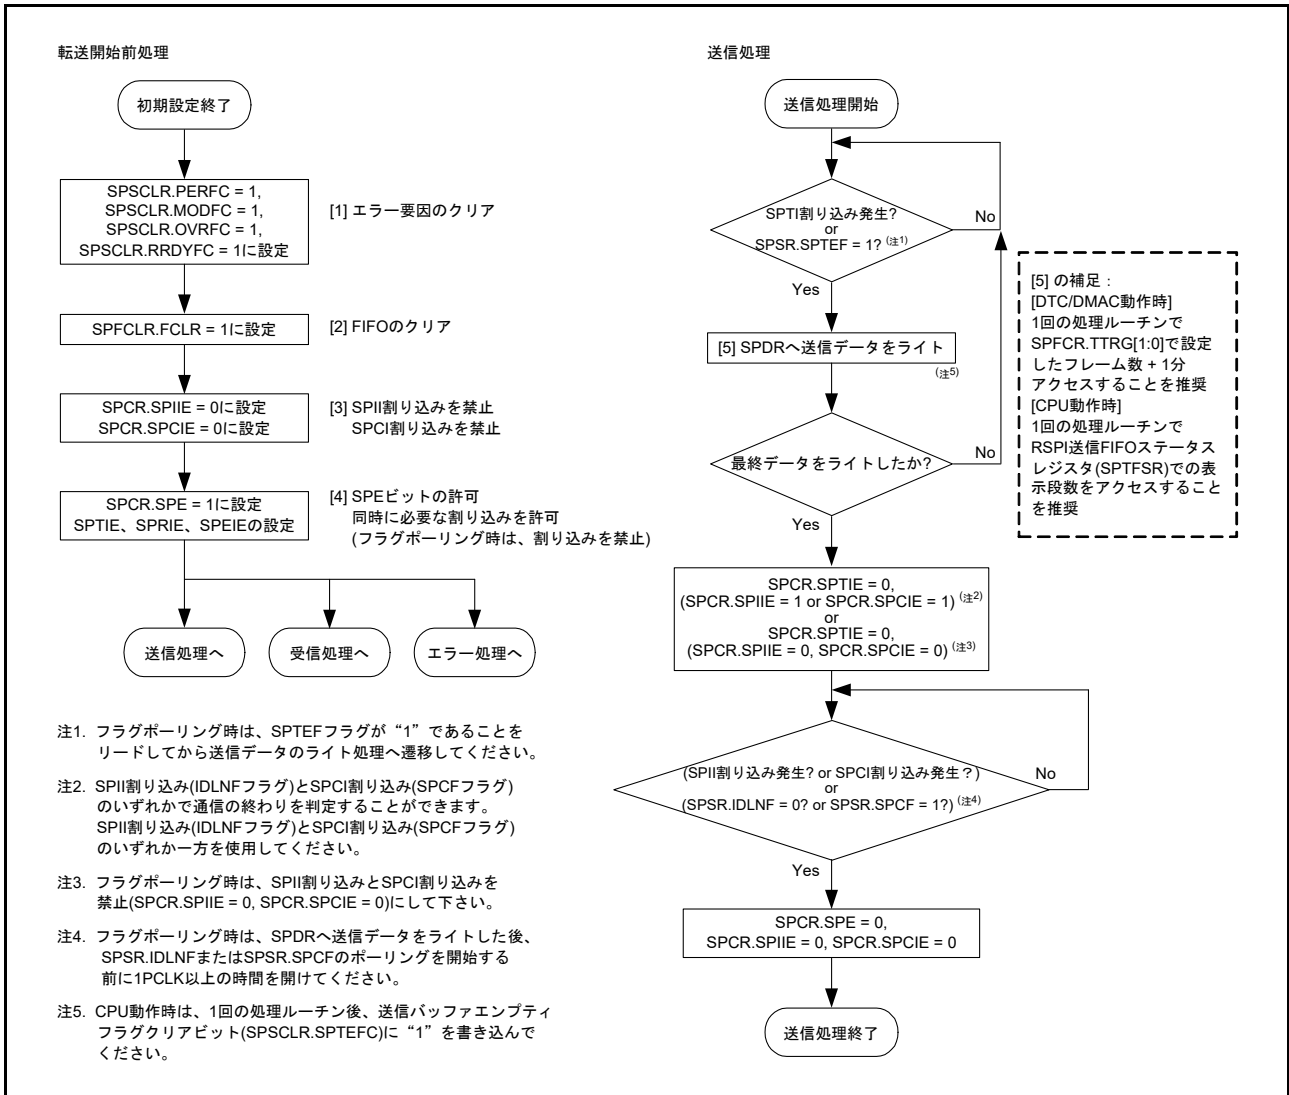 転送開始前処理
初期設定終了
SPSCLR.PERFC = 1,
SPSCLR.MODFC = 1,
SPSCLR.OVRFC = 1,
SPSCLR.RRDYFC = 1に設定
[1] エラー要因のクリア
SPFCLR.FCLR = 1に設定
[2] FIFOのクリア
SPCR.SPIIE = 0に設定
SPCR.SPCIE = 0に設定
[3] SPII割り込みを禁止
SPCI割り込みを禁止
SPCR.SPE = 1に設定
SPTIE、SPRIE、SPEIEの設定
[4] SPEビットの許可
同時に必要な割り込みを許可
(フラグポーリング時は、割り込みを禁止)
送信処理へ
受信処理へ
エラー処理へ
注1. フラグポーリング時は、SPTEFフラグが“1”であることを
リードしてから送信データのライト処理へ遷移してください。
注2. SPII割り込み(IDLNFフラグ)とSPCI割り込み(SPCFフラグ)
のいずれかで通信の終わりを判定することができます。
SPII割り込み(IDLNFフラグ)とSPCI割り込み(SPCFフラグ)
のいずれか一方を使用してください。
注3. フラグポーリング時は、SPII割り込みとSPCI割り込みを
禁止(SPCR.SPIIE = 0, SPCR.SPCIE = 0)にして下さい。
注4. フラグポーリング時は、SPDRへ送信データをライトした後、
SPSR.IDLNFまたはSPSR.SPCFのポーリングを開始する
前に1PCLK以上の時間を開けてください。
注5. CPU動作時は、1回の処理ルーチン後、送信バッファエンプティ
フラグクリアビット(SPSCLR.SPTEFC)に“1”を書き込んで
ください。
送信処理
送信処理開始
SPTI割り込み発生?
or
SPSR.SPTEF = 1? (注1)
No
Yes
[5] SPDRへ送信データをライト
(注5)
最終データをライトしたか?
No
Yes
SPCR.SPTIE = 0,
(SPCR.SPIIE = 1 or SPCR.SPCIE = 1) (注2)
or
SPCR.SPTIE = 0,
(SPCR.SPIIE = 0, SPCR.SPCIE = 0) (注3)
(SPII割り込み発生? or SPCI割り込み発生？)
or
(SPSR.IDLNF = 0? or SPSR.SPCF = 1?) (注4)
No
Yes
SPCR.SPE = 0,
SPCR.SPIIE = 0, SPCR.SPCIE = 0
送信処理終了
[5] の補足：
[DTC/DMAC動作時]
1回の処理ルーチンで
SPFCR.TTRG[1:0]で設定
したフレーム数 + 1分
アクセスすることを推奨
[CPU動作時]
1回の処理ルーチンで
RSPI送信FIFOステータス
レジスタ(SPTFSR)での表
示段数をアクセスすること
を推奨